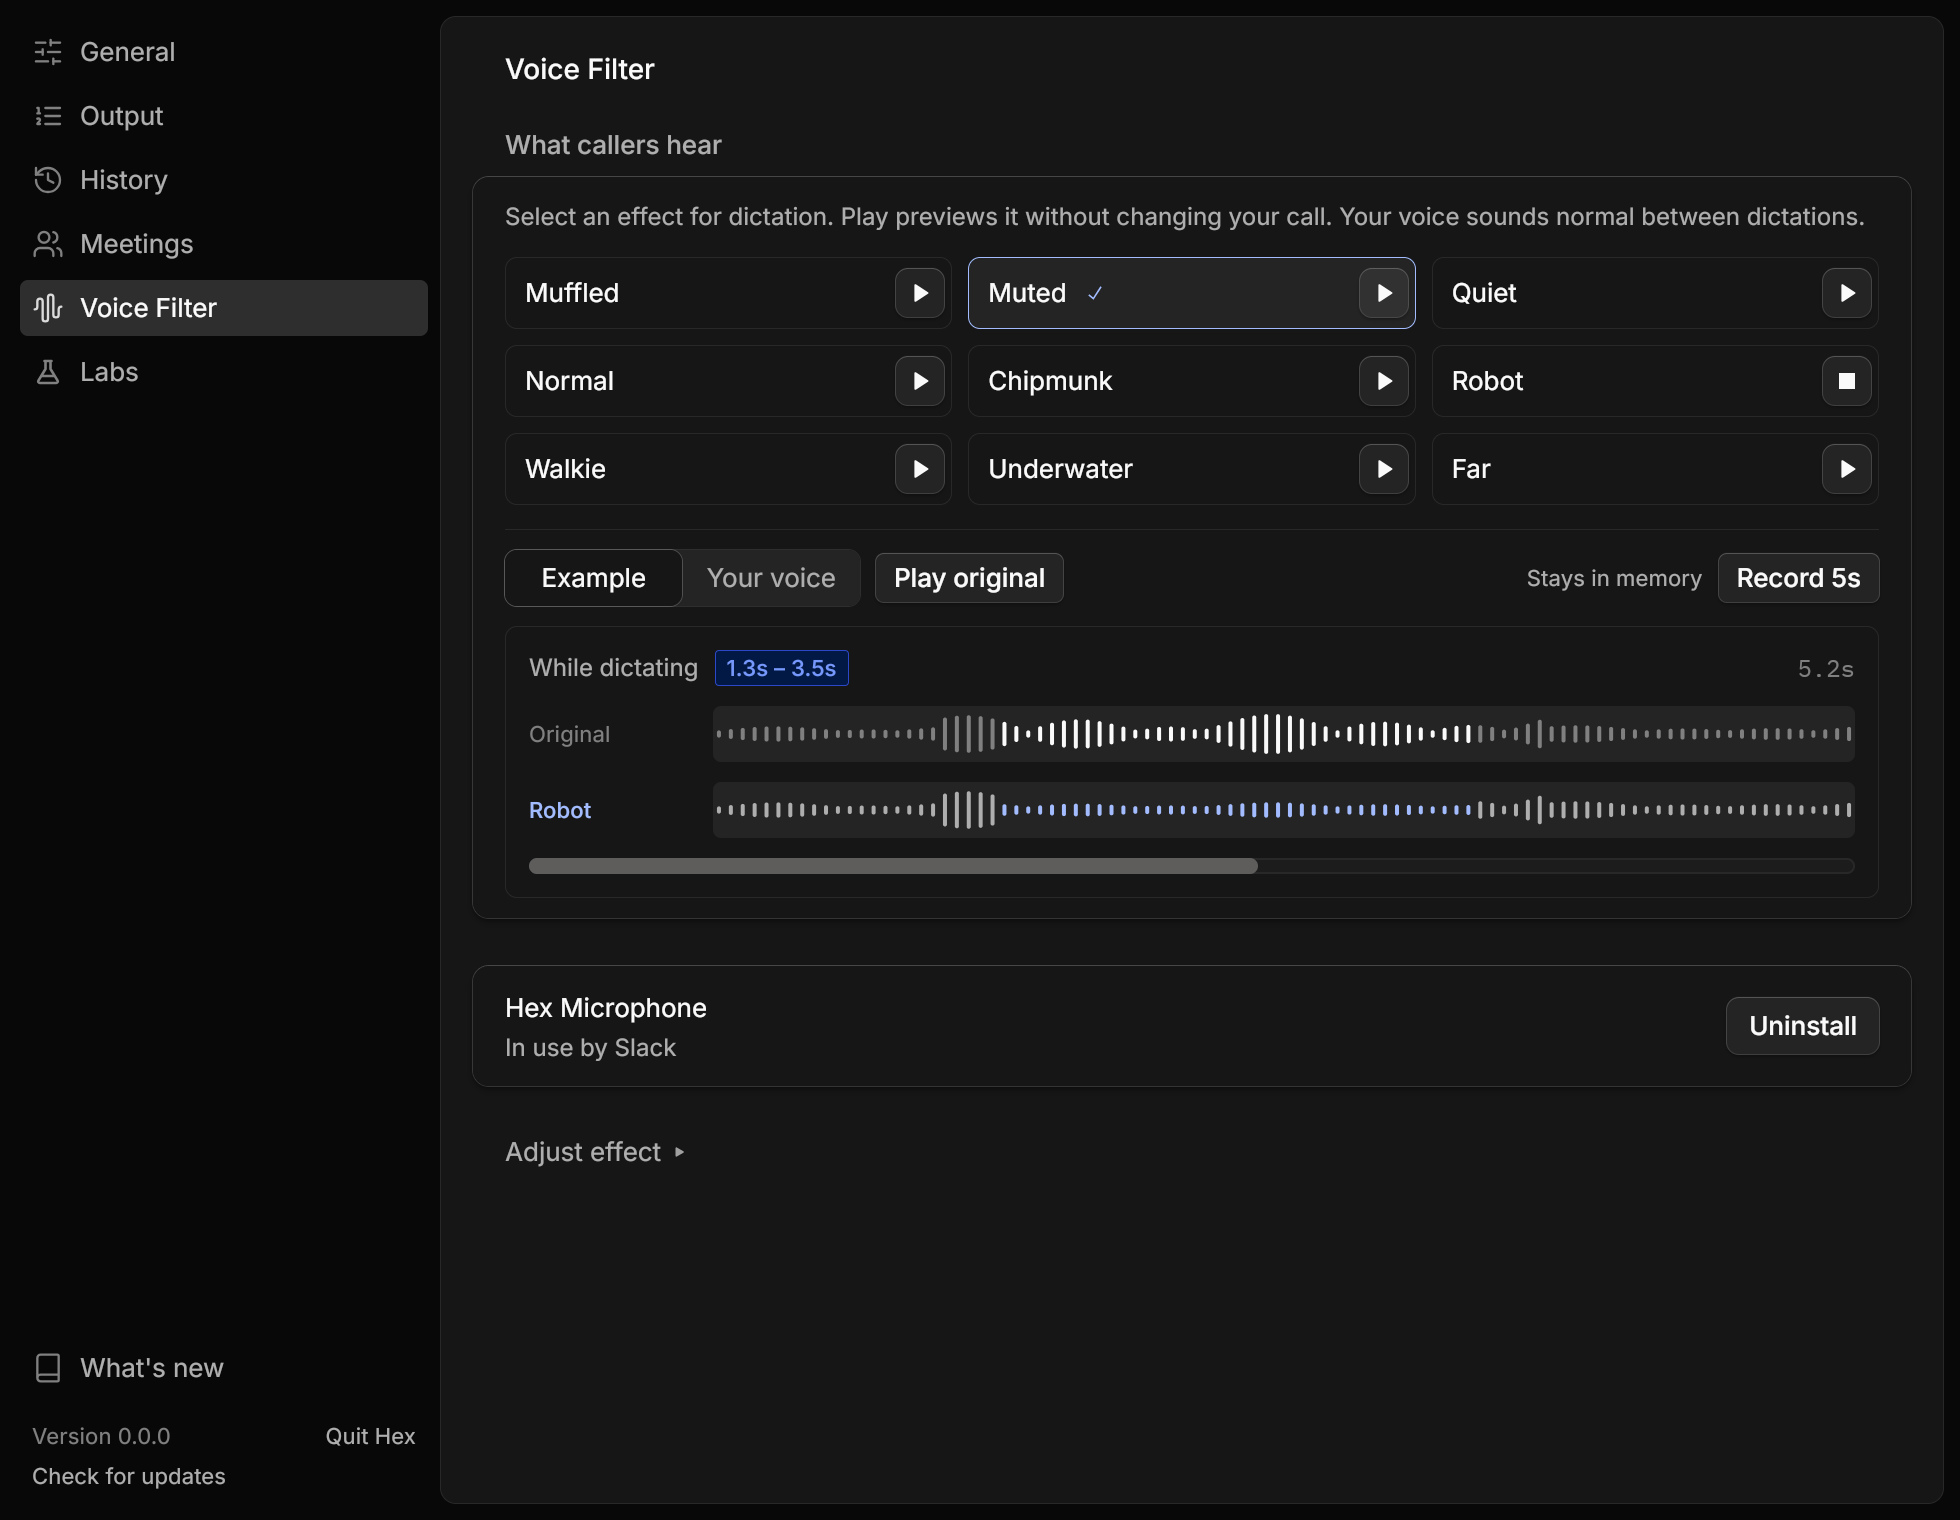 General
Output
History
Meetings
Voice Filter
Labs
What's new
Version 0.0.0
Quit Hex
Check for updates
Voice Filter
What callers hear
Select an effect for dictation. Play previews it without changing your call. Your voice sounds normal between dictations.
Muffled
Muted
Quiet
Normal
Chipmunk
Robot
Walkie
Underwater
Far
Example
Your voice
Play original
Stays in memory
Record 5s
While dictating
1.3s – 3.5s
5.2s
Original
Robot
Hex Microphone
In use by Slack
Uninstall
Adjust effect